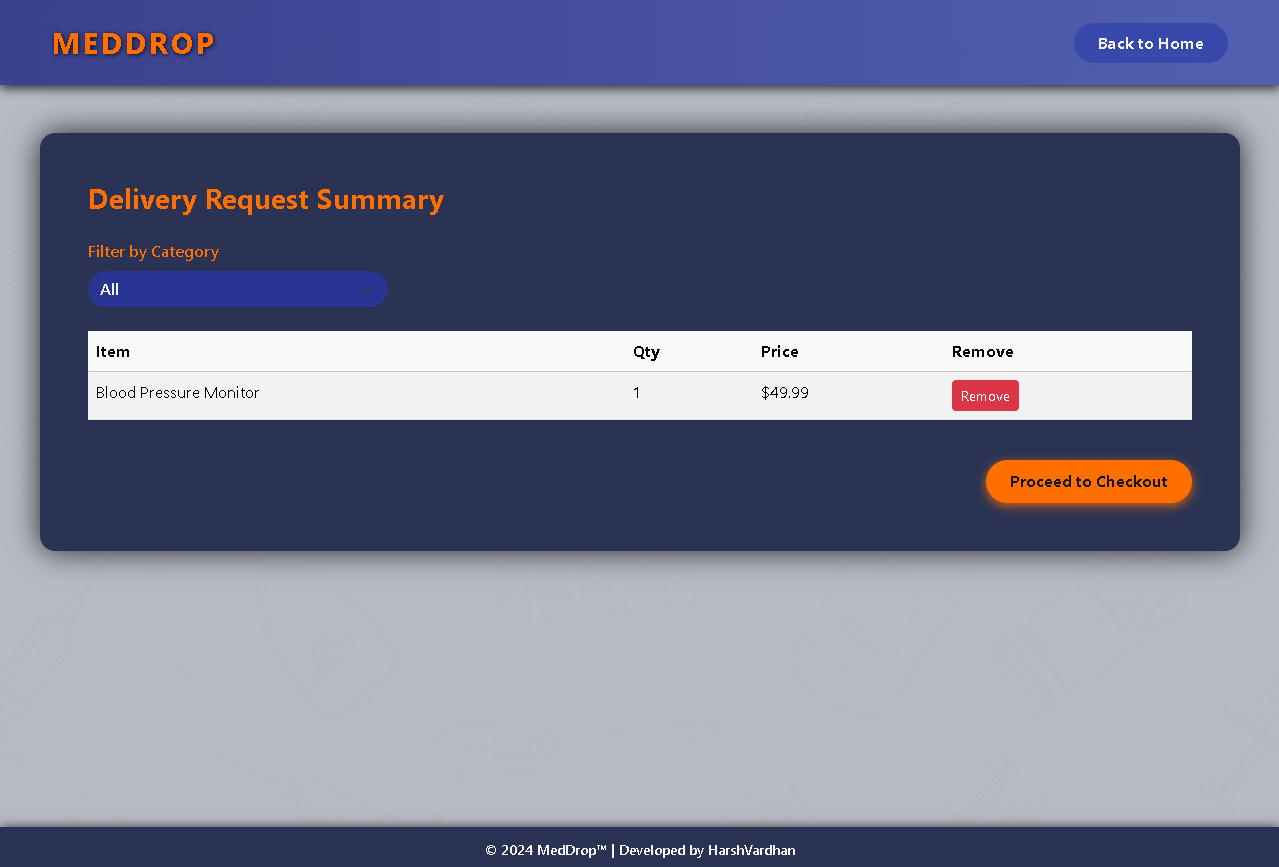 MEDDROP
Back to Home
Delivery Request Summary
Filter by Category
All
Item Qty Price Remove
Blood Pressure Monitor 1 $49.99 Remove
Proceed to Checkout
© 2024 MedDrop™ | Developed by HarshVardhan